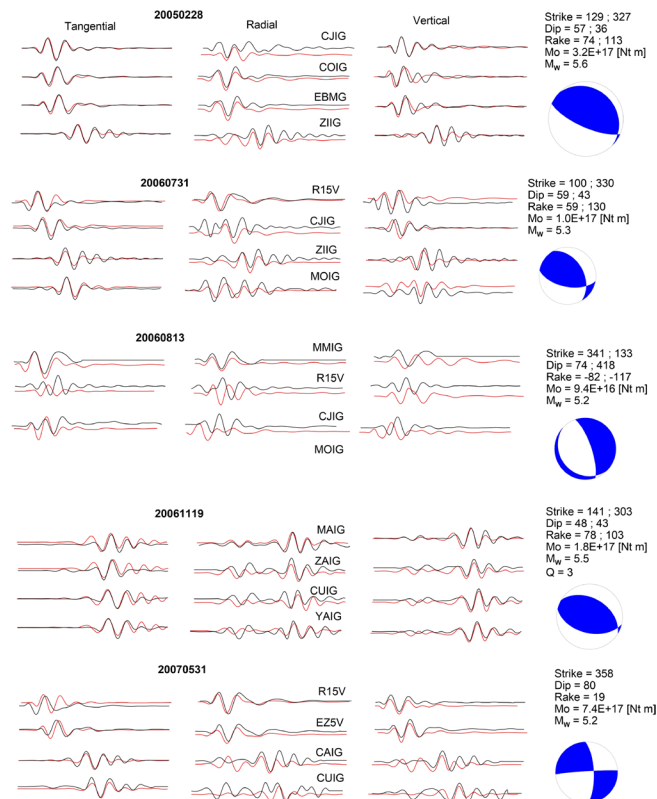 20050228
Tangential
Radial
Vertical
CJIG
COIG
EBMG
ZIIG
Strike = 129 ; 327
Dip = 57 ; 36
Rake = 74 ; 113
Mo = 3.2E+17 [Nt m]
Mw = 5.6
20060731
R15V
CJIG
ZIIG
MOIG
Strike = 100 ; 330
Dip = 59 ; 43
Rake = 59 ; 130
Mo = 1.0E+17 [Nt m]
Mw = 5.3
20060813
MMIG
R15V
CJIG
MOIG
Strike = 341 ; 133
Dip = 74 ; 418
Rake = -82 ; -117
Mo = 9.4E+16 [Nt m]
Mw = 5.2
20061119
MAIG
ZAIG
CUIG
YAIG
Strike = 141 ; 303
Dip = 48 ; 43
Rake = 78 ; 103
Mo = 1.8E+17 [Nt m]
Mw = 5.5
Q = 3
20070531
R15V
EZ5V
CAIG
CUIG
Strike = 358
Dip = 80
Rake = 19
Mo = 7.4E+17 [Nt m]
Mw = 5.2